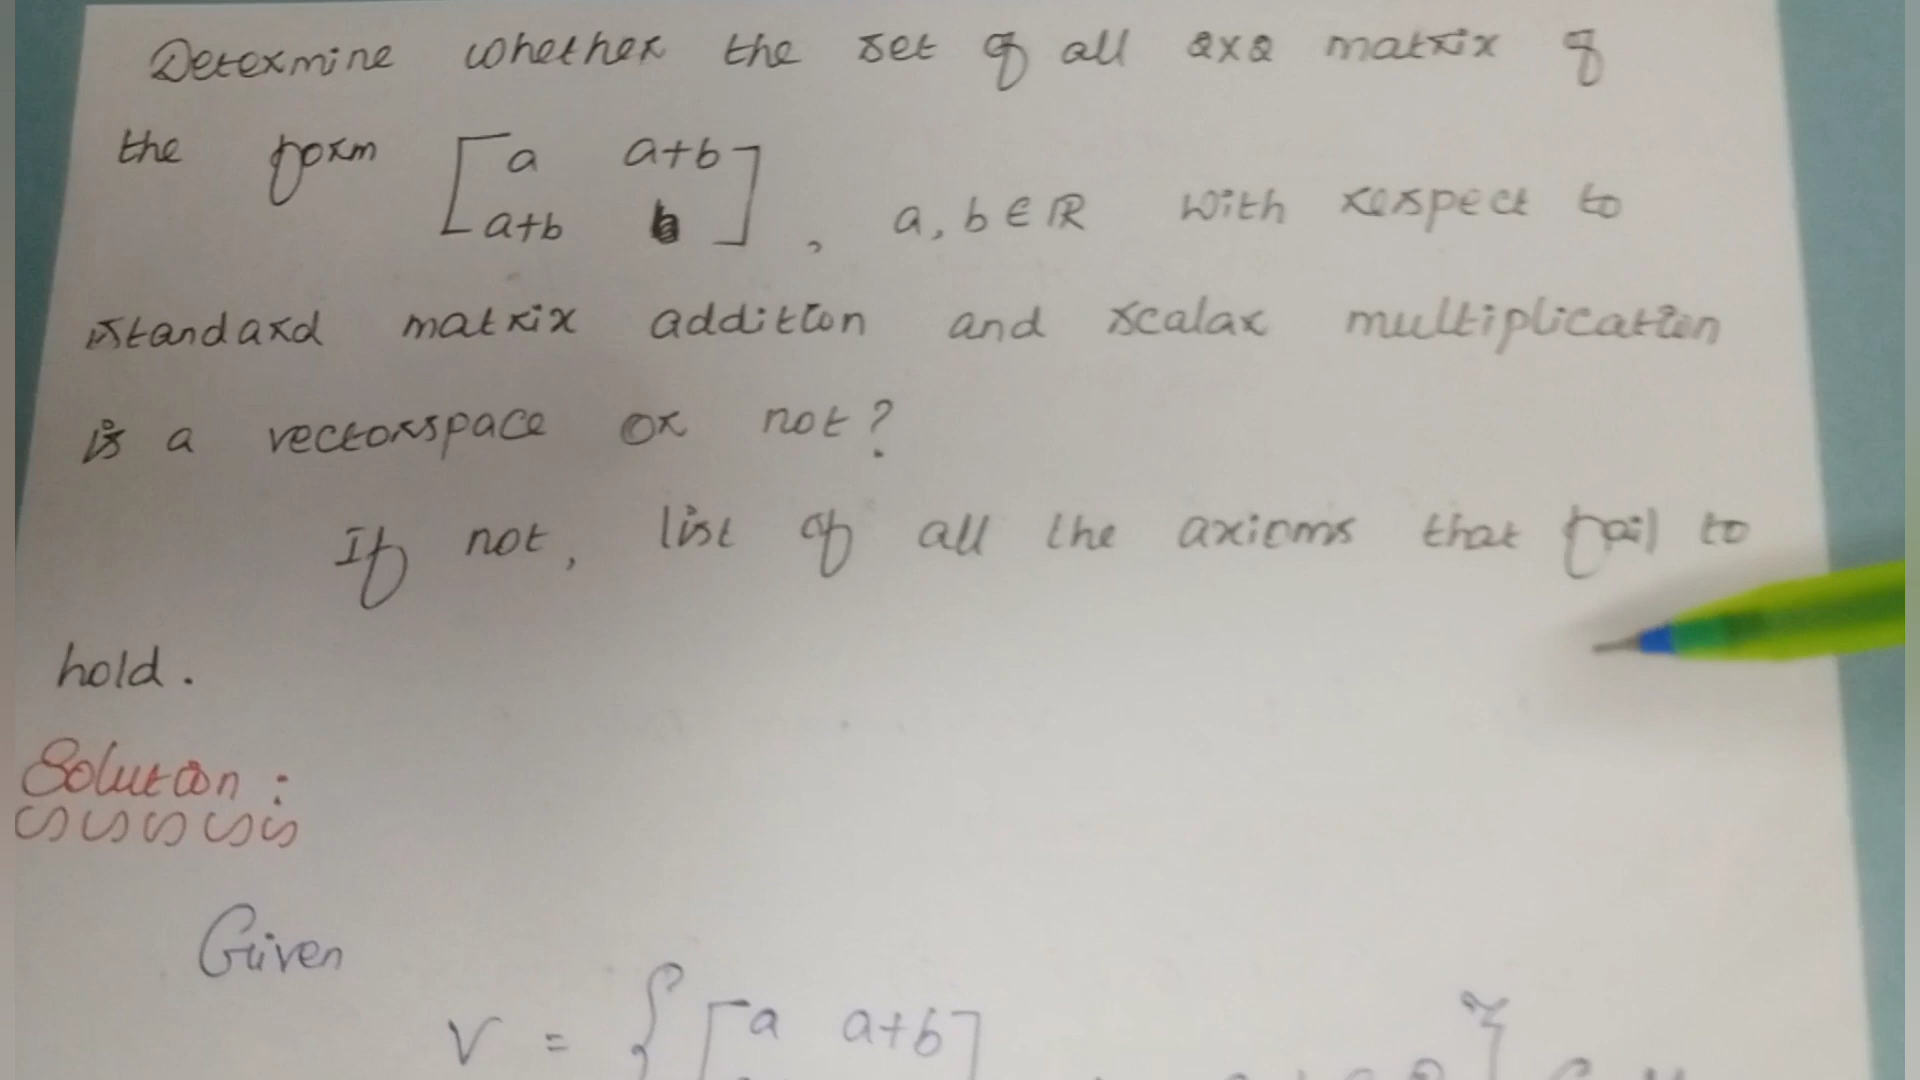 Determine whether the set of all 2x2 matrix of
the form [a a+b
a+b b], a, b ∈ ℝ with respect to
standard matrix addition and scalar multiplication
is a vectorspace or not?
If not, list of all the axioms that fail to
hold.
Solution:
Given
V = { [a a+b]